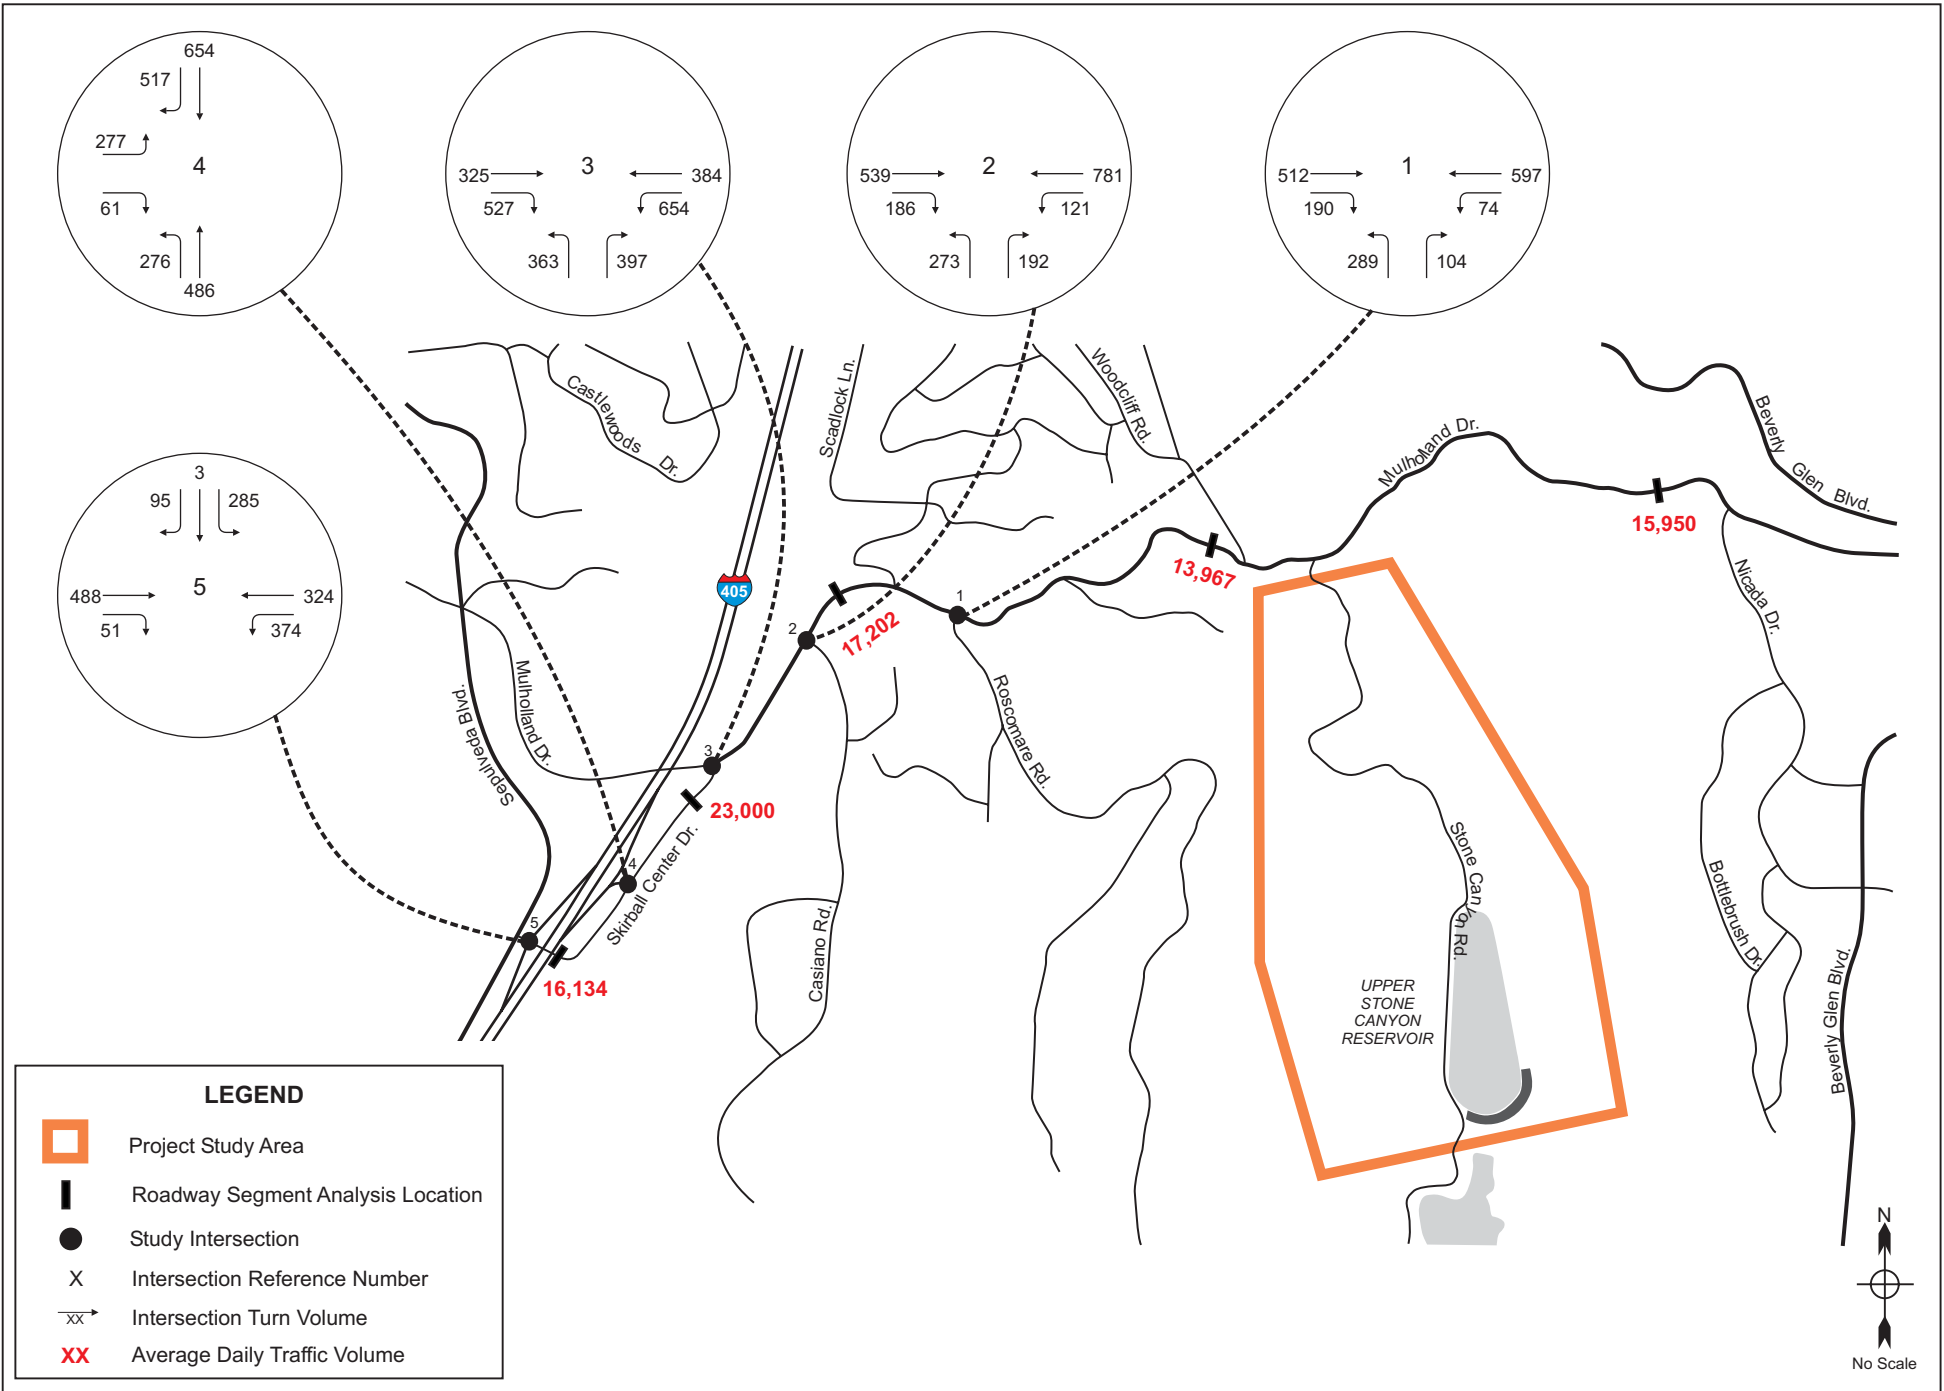 654
517
277
4
61
276
486
325
3
384
527
654
363
397
539
2
781
186
121
273
192
512
1
597
190
74
289
104
3
95
285
488
5
324
51
374
Castlewoods Dr.
405
Scadlock Ln.
Woodcliff Rd.
Mulholland Dr.
Beverly Glen Blvd.
15,950
13,967
17,202
1
2
3
4
5
23,000
16,134
Mulholland Dr.
Sepulveda Blvd.
Skirball Center Dr.
Casiano Rd.
Roscomare Rd.
Stone Canyon Rd.
Nicada Dr.
Bottlebrush Dr.
Beverly Glen Blvd.
UPPER
STONE
CANYON
RESERVOIR
LEGEND
Project Study Area
Roadway Segment Analysis Location
Study Intersection
X Intersection Reference Number
XX Intersection Turn Volume
XX Average Daily Traffic Volume
N
No Scale